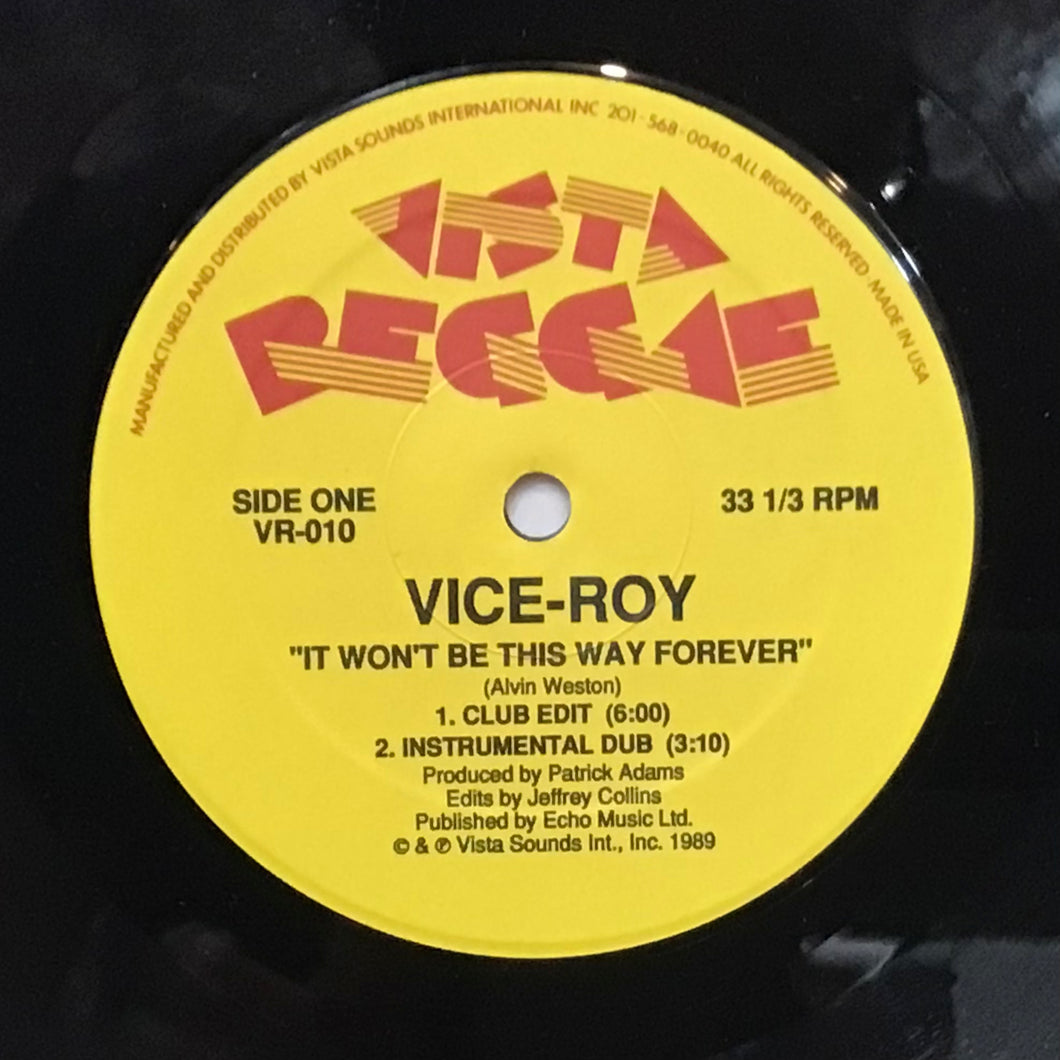 MANUFACTURED AND DISTRIBUTED BY VISTA SOUNDS INTERNATIONAL INC 201-568-0040 ALL RIGHTS RESERVED·MADE IN USA
VISTA
REGGAE
SIDE ONE
VR-010
33 1/3 RPM
VICE-ROY
"IT WON'T BE THIS WAY FOREVER"
(Alvin Weston)
1. CLUB EDIT (6:00)
2. INSTRUMENTAL DUB (3:10)
Produced by Patrick Adams
Edits by Jeffrey Collins
Published by Echo Music Ltd.
© & ℗ Vista Sounds Int., Inc. 1989